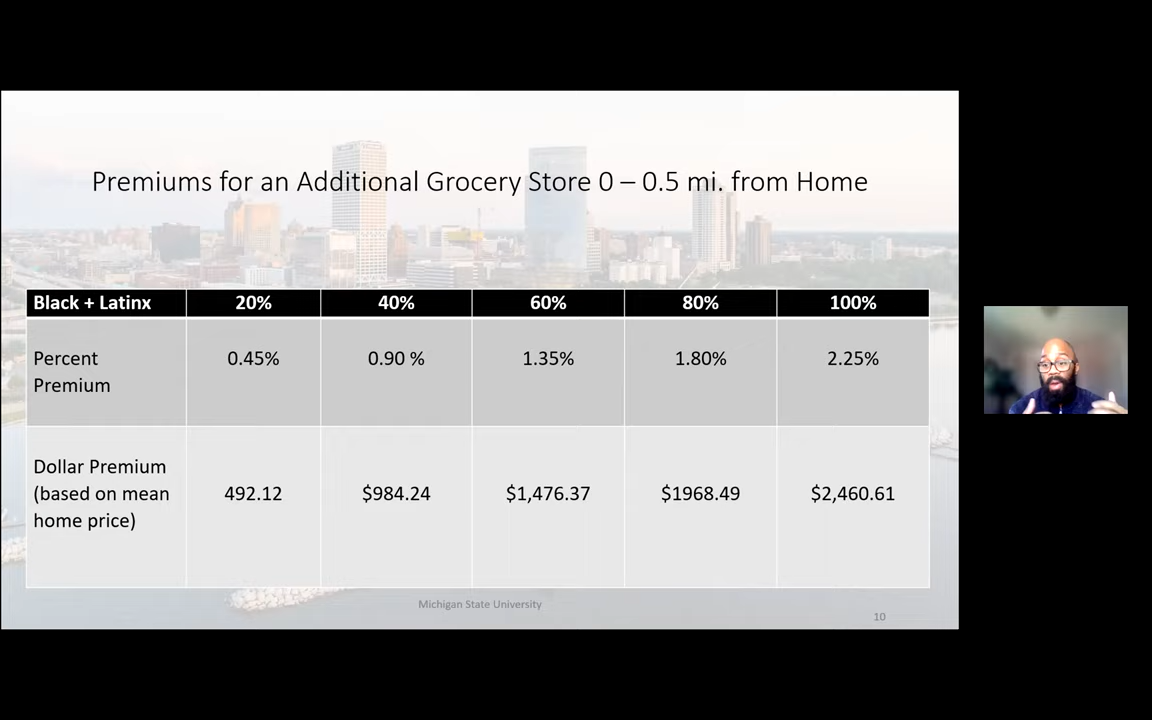 Premiums for an Additional Grocery Store 0 – 0.5 mi. from Home
Black + Latinx 20% 40% 60% 80% 100%
Percent Premium 0.45% 0.90 % 1.35% 1.80% 2.25%
Dollar Premium (based on mean home price) 492.12 $984.24 $1,476.37 $1968.49 $2,460.61
Michigan State University
10